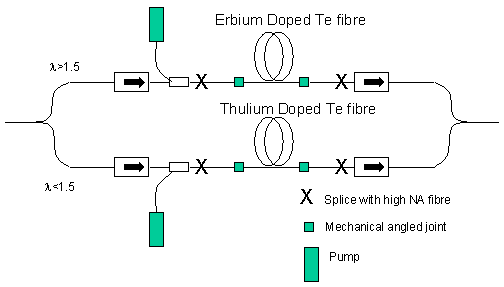 Erbium Doped Te fibre
λ>1.5
X
X
Thulium Doped Te fibre
X
X
λ<1.5
X Splice with high NA fibre
Mechanical angled joint
Pump